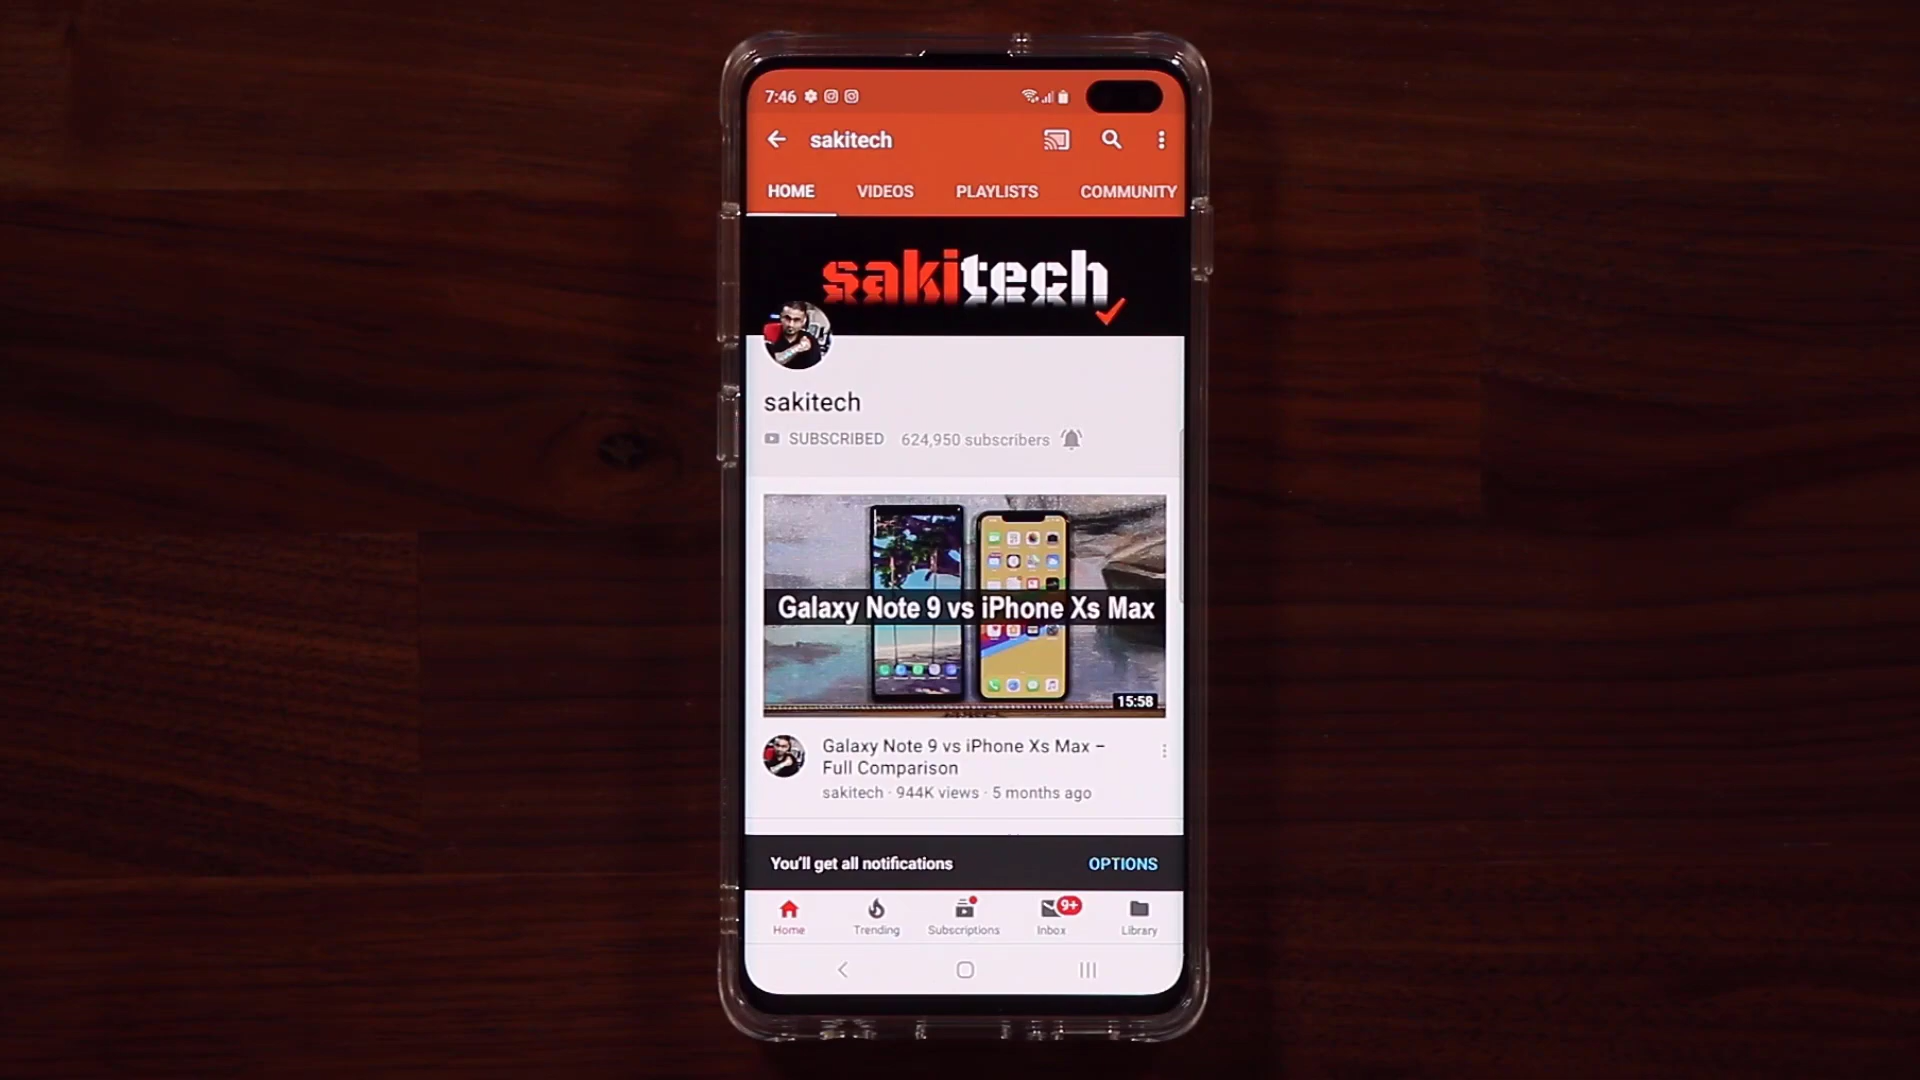 7:46
sakitech
HOME VIDEOS PLAYLISTS COMMUNITY
sakitech
sakitech
SUBSCRIBED 624,950 subscribers
Galaxy Note 9 vs iPhone Xs Max
15:58
Galaxy Note 9 vs iPhone Xs Max –
Full Comparison
sakitech · 944K views · 5 months ago
You'll get all notifications OPTIONS
9+
Home Trending Subscriptions Inbox Library